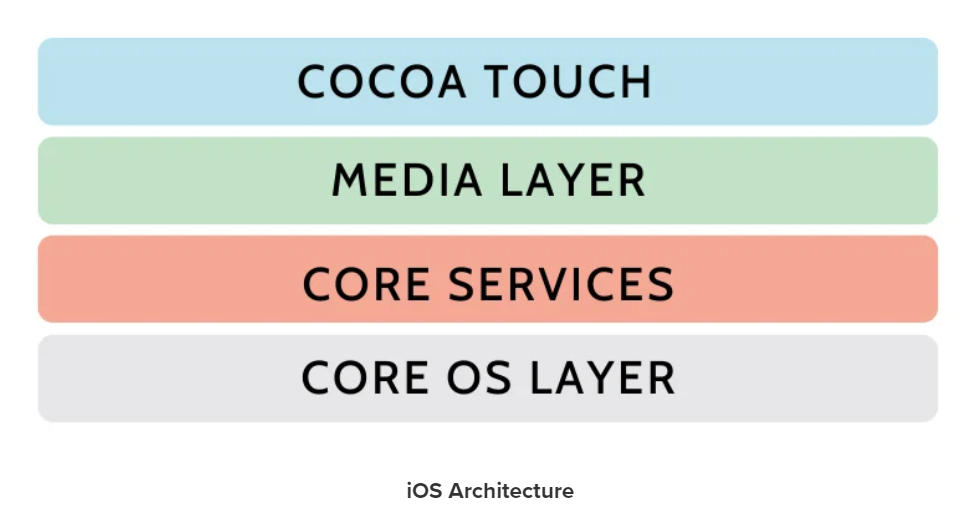 COCOA TOUCH
MEDIA LAYER
CORE SERVICES
CORE OS LAYER
iOS Architecture